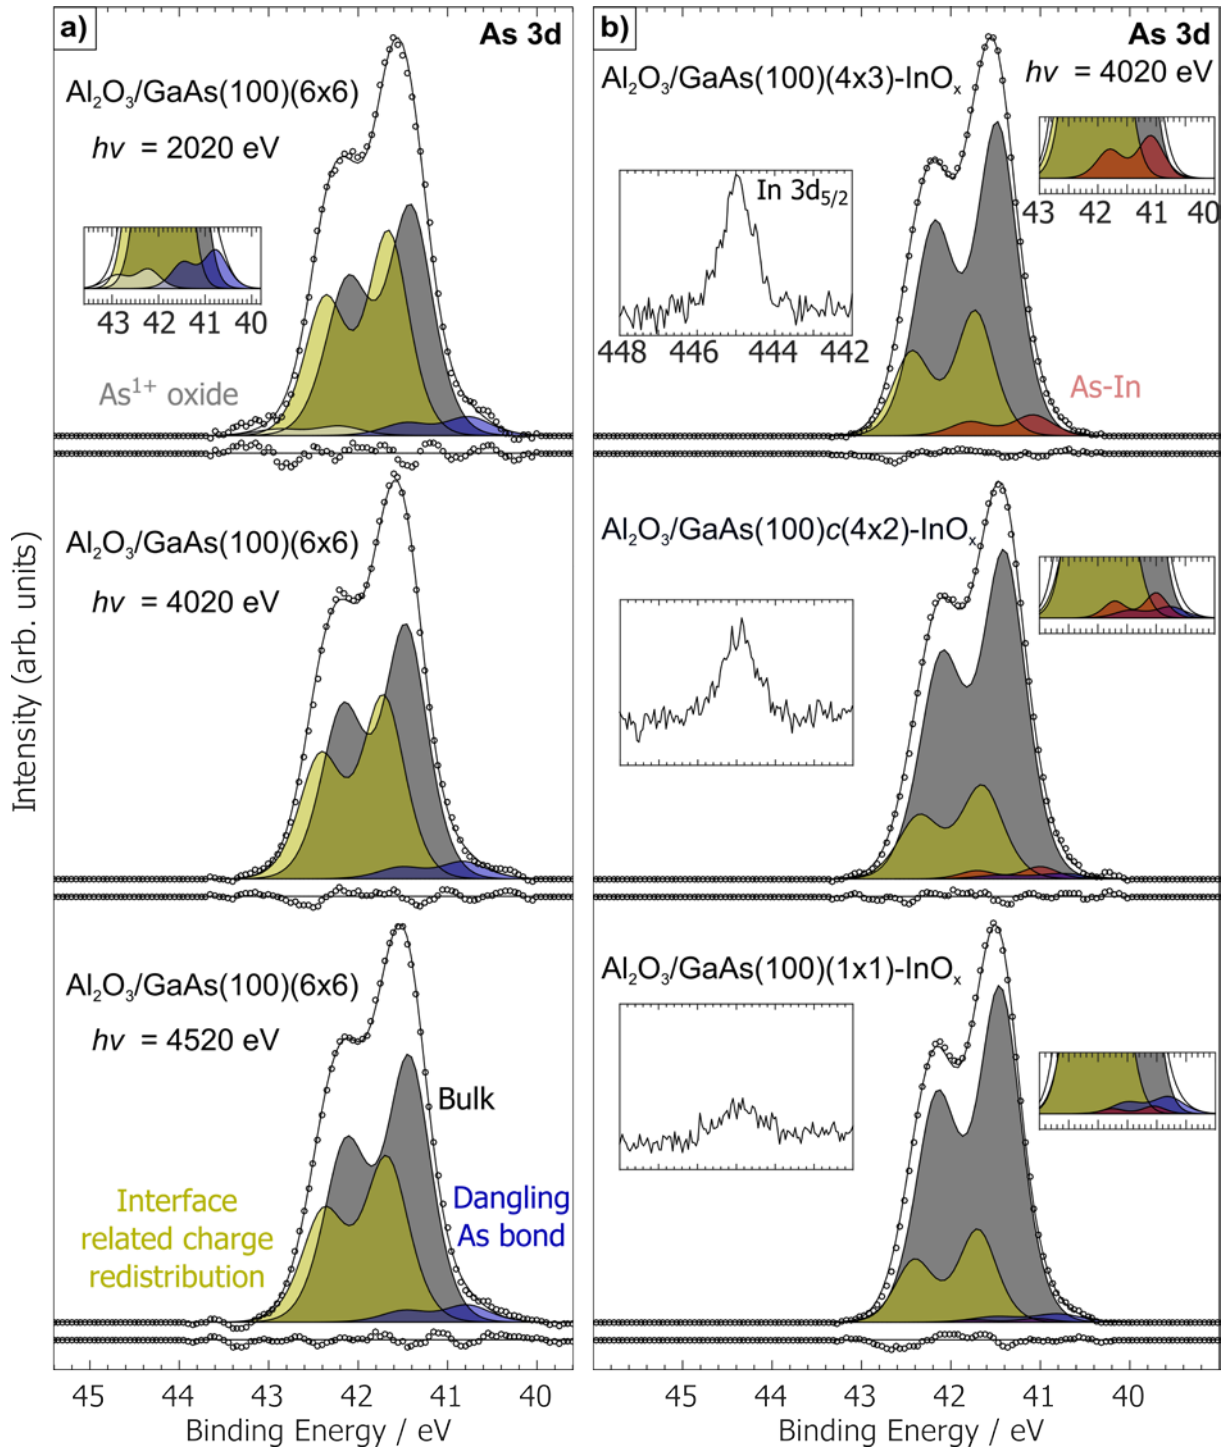 a)
As 3d
Al₂O₃/GaAs(100)(6x6)
hν = 2020 eV
43 42 41 40
As¹⁺ oxide
Al₂O₃/GaAs(100)(6x6)
hν = 4020 eV
Al₂O₃/GaAs(100)(6x6)
hν = 4520 eV
Bulk
Interface
related charge
redistribution
Dangling
As bond
45 44 43 42 41 40
Binding Energy / eV
Intensity (arb. units)
b)
As 3d
hν = 4020 eV
Al₂O₃/GaAs(100)(4x3)-InOₓ
43 42 41 40
In 3d₅/₂
448 446 444 442
As-In
Al₂O₃/GaAs(100)c(4x2)-InOₓ
Al₂O₃/GaAs(100)(1x1)-InOₓ
45 44 43 42 41 40
Binding Energy / eV